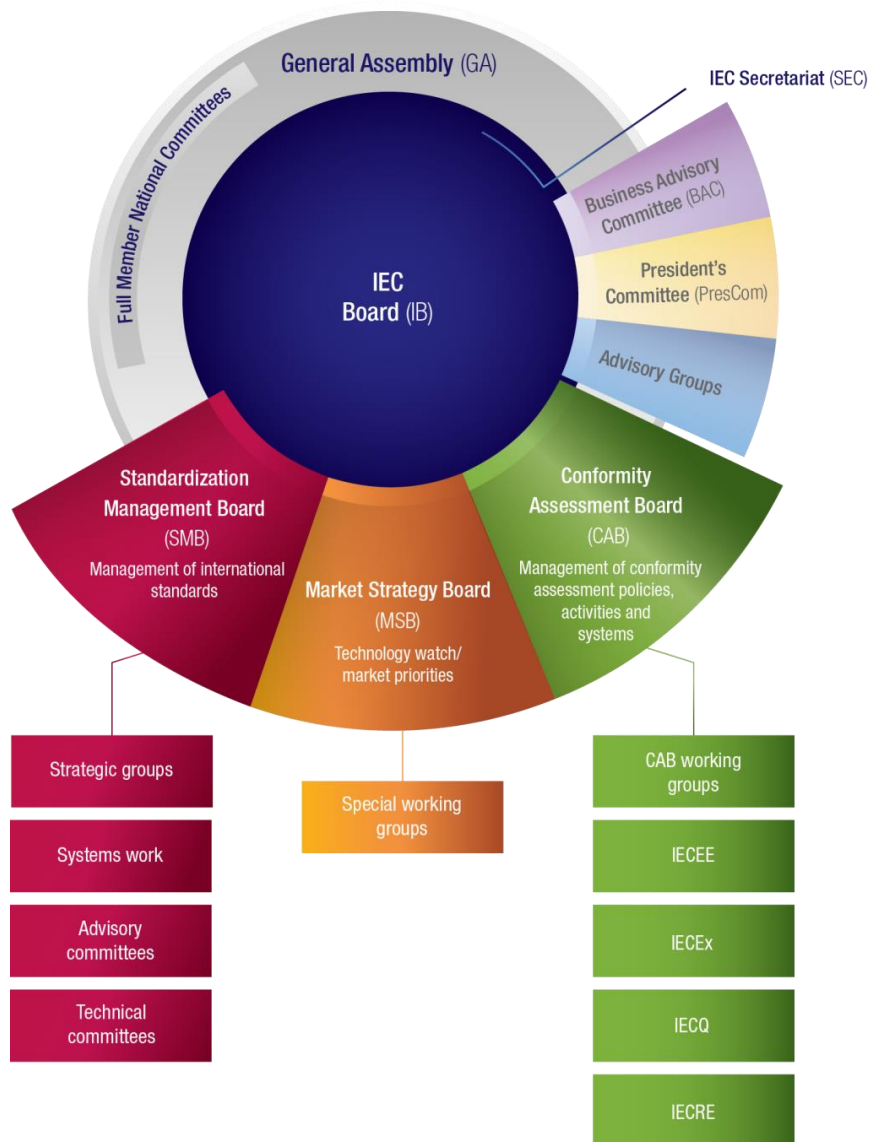 General Assembly (GA)
Full Member National Committees
IEC Secretariat (SEC)
Business Advisory
Committee (BAC)
President's
Committee (PresCom)
Advisory Groups
IEC
Board (IB)
Standardization
Management Board
(SMB)
Management of international
standards
Market Strategy Board
(MSB)
Technology watch/
market priorities
Conformity
Assessment Board
(CAB)
Management of conformity
assessment policies,
activities and
systems
Strategic groups
Systems work
Advisory
committees
Technical
committees
Special working
groups
CAB working
groups
IECEE
IECEx
IECQ
IECRE